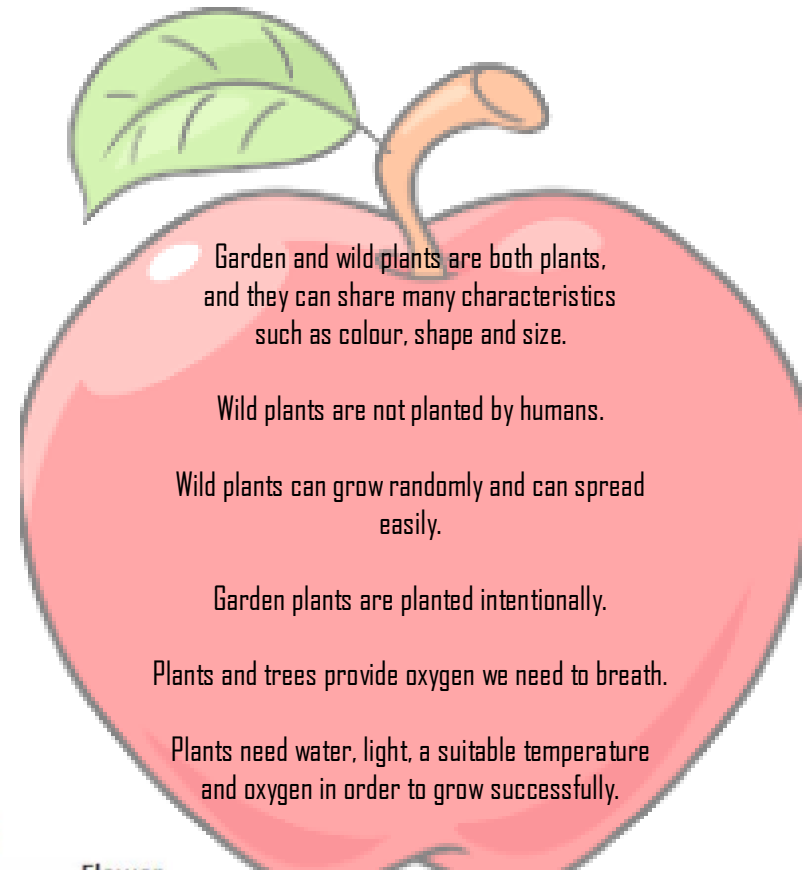 Garden and wild plants are both plants,
and they can share many characteristics
such as colour, shape and size.
Wild plants are not planted by humans.
Wild plants can grow randomly and can spread
easily.
Garden plants are planted intentionally.
Plants and trees provide oxygen we need to breath.
Plants need water, light, a suitable temperature
and oxygen in order to grow successfully.